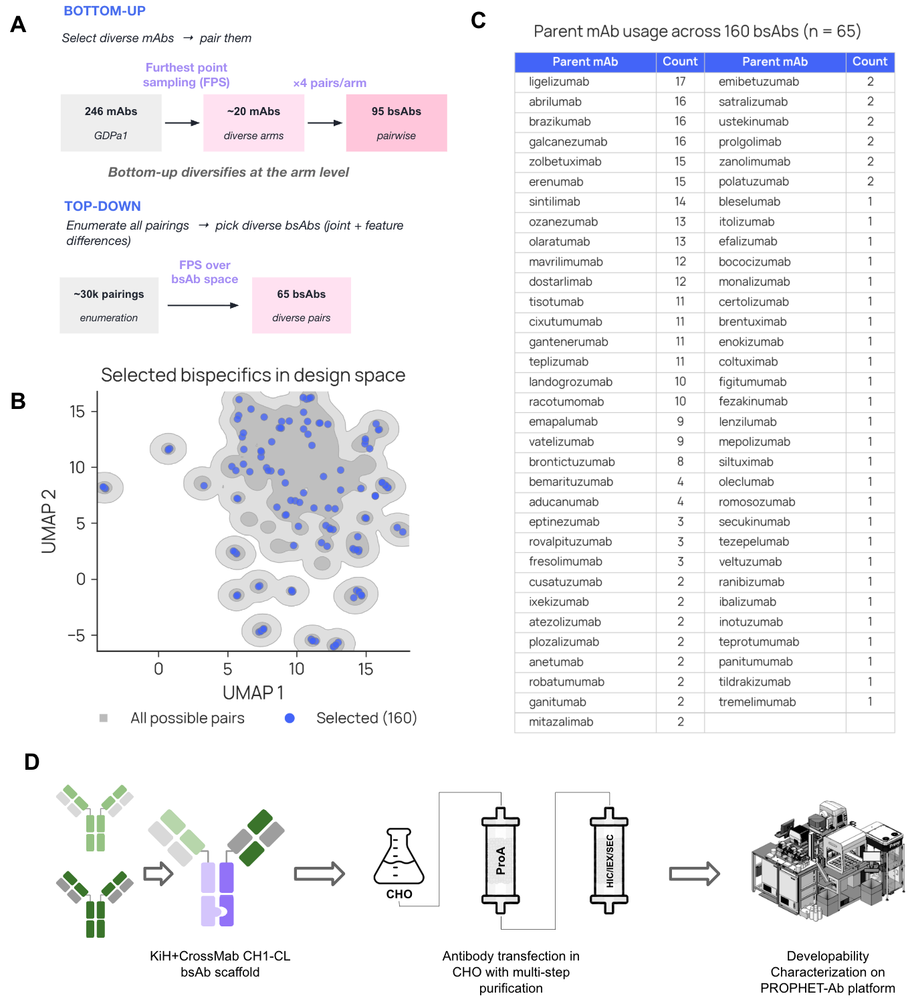 A
BOTTOM-UP
Select diverse mAbs → pair them
Furthest point
sampling (FPS)
×4 pairs/arm
246 mAbs
GDPa1
~20 mAbs
diverse arms
95 bsAbs
pairwise
Bottom-up diversifies at the arm level
TOP-DOWN
Enumerate all pairings → pick diverse bsAbs (joint + feature
differences)
FPS over
bsAb space
~30k pairings
enumeration
65 bsAbs
diverse pairs
B
Selected bispecifics in design space
UMAP 2
15
10
5
0
−5
0 5 10 15
UMAP 1
All possible pairs Selected (160)
C
Parent mAb usage across 160 bsAbs (n = 65)
Parent mAb Count Parent mAb Count
ligelizumab 17 emibetuzumab 2
abrilumab 16 satralizumab 2
brazikumab 16 ustekinumab 2
galcanezumab 16 prolgolimab 2
zolbetuximab 15 zanolimumab 2
erenumab 15 polatuzumab 2
sintilimab 14 bleselumab 1
ozanezumab 13 itolizumab 1
olaratumab 13 efalizumab 1
mavrilimumab 12 bococizumab 1
dostarlimab 12 monalizumab 1
tisotumab 11 certolizumab 1
cixutumumab 11 brentuximab 1
gantenerumab 11 enokizumab 1
teplizumab 11 coltuximab 1
landogrozumab 10 figitumumab 1
racotumomab 10 fezakinumab 1
emapalumab 9 lenzilumab 1
vatelizumab 9 mepolizumab 1
brontictuzumab 8 siltuximab 1
bemarituzumab 4 oleclumab 1
aducanumab 4 romosozumab 1
eptinezumab 3 secukinumab 1
rovalpituzumab 3 tezepelumab 1
fresolimumab 3 veltuzumab 1
cusatuzumab 2 ranibizumab 1
ixekizumab 2 ibalizumab 1
atezolizumab 2 inotuzumab 1
plozalizumab 2 teprotumumab 1
anetumab 2 panitumumab 1
robatumumab 2 tildrakizumab 1
ganitumab 2 tremelimumab 1
mitazalimab 2
D
CHO
ProA
HIC/IEX/SEC
KiH+CrossMab CH1-CL
bsAb scaffold
Antibody transfection in
CHO with multi-step
purification
Developability
Characterization on
PROPHET-Ab platform